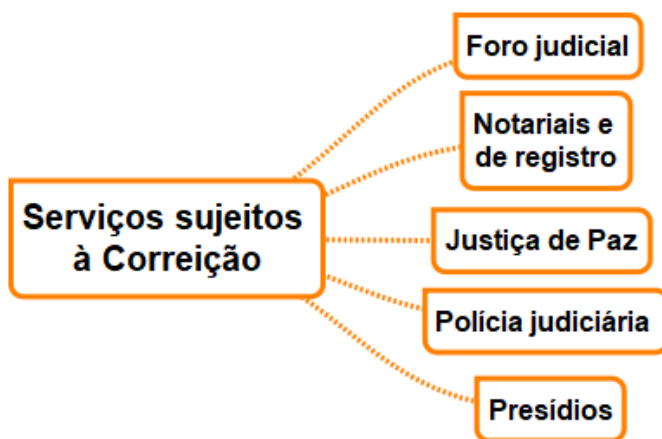 Foro judicial
Notariais e
de registro
Serviços sujeitos
à Correição
Justiça de Paz
Polícia judiciária
Presídios